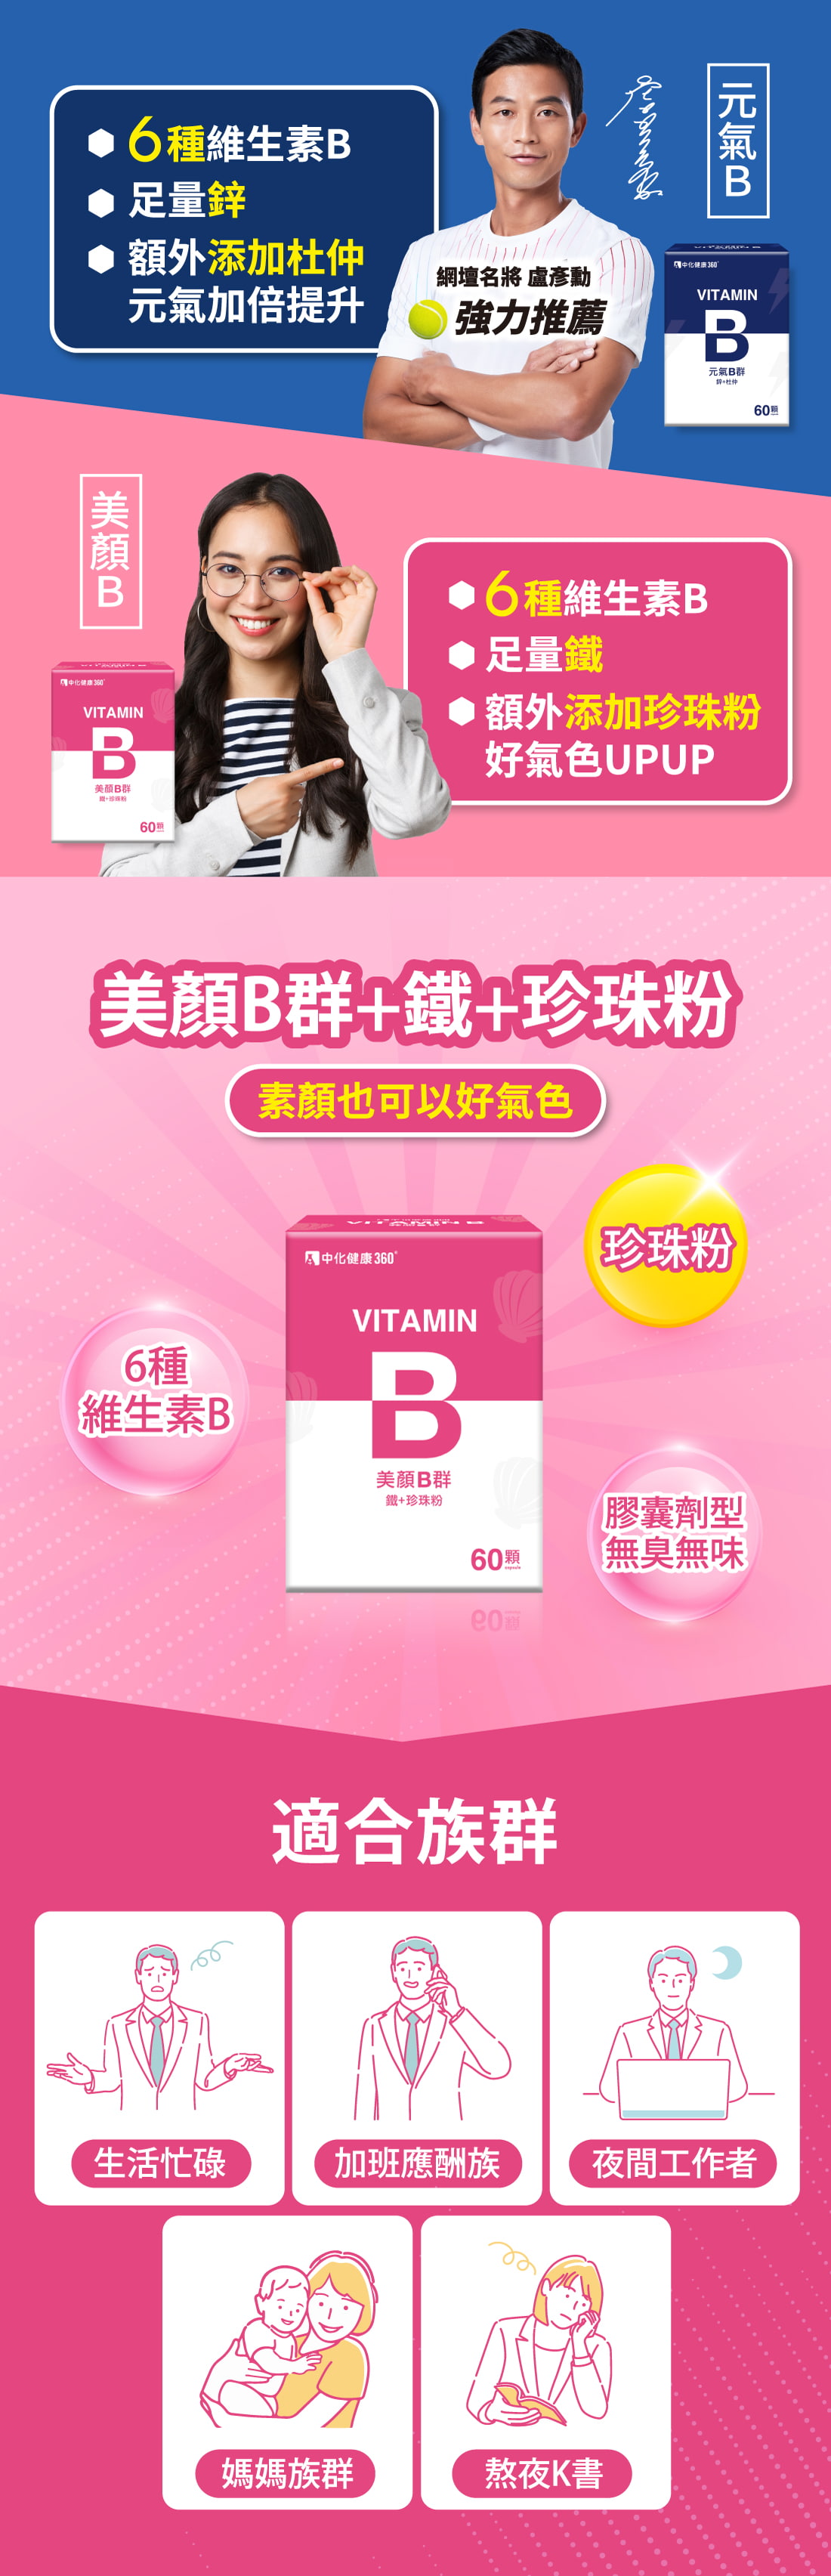 6種維生素B
足量鋅
額外添加杜仲
元氣加倍提升
網壇名將 盧彥勳
強力推薦
元氣B
中化健康360
VITAMIN
B
元氣B群
鋅+杜仲
60顆
美顏B
中化健康360
VITAMIN
B
美顏B群
鐵+珍珠粉
60顆
6種維生素B
足量鐵
額外添加珍珠粉
好氣色UPUP
美顏B群+鐵+珍珠粉
素顏也可以好氣色
珍珠粉
6種
維生素B
中化健康360
VITAMIN
B
美顏B群
鐵+珍珠粉
60顆
capsule
膠囊劑型
無臭無味
適合族群
生活忙碌
加班應酬族
夜間工作者
媽媽族群
熬夜K書